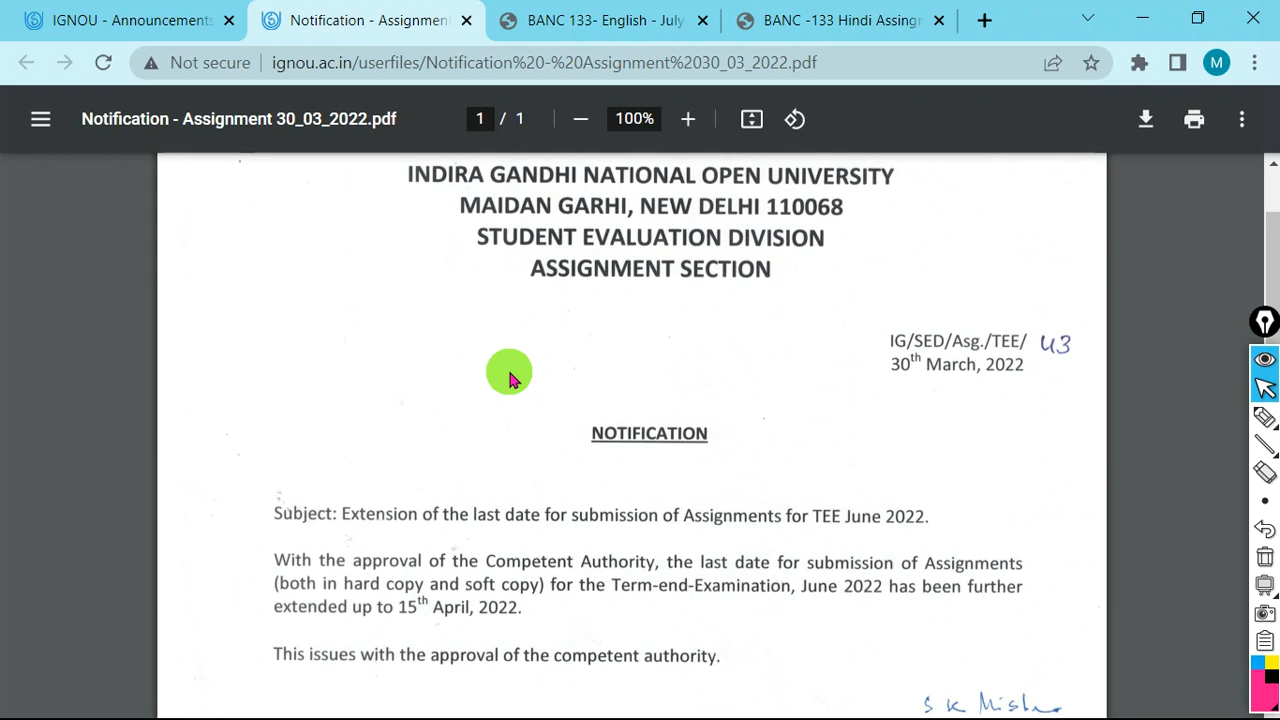 IGNOU - Announcements
Notification - Assignment
BANC 133- English - July
BANC -133 Hindi Assing
Not secure
ignou.ac.in/userfiles/Notification%20-%20Assignment%2030_03_2022.pdf
M
Notification - Assignment 30_03_2022.pdf
1 / 1
100%
INDIRA GANDHI NATIONAL OPEN UNIVERSITY
MAIDAN GARHI, NEW DELHI 110068
STUDENT EVALUATION DIVISION
ASSIGNMENT SECTION
IG/SED/Asg./TEE/ 43
30th March, 2022
NOTIFICATION
Subject: Extension of the last date for submission of Assignments for TEE June 2022.
With the approval of the Competent Authority, the last date for submission of Assignments
(both in hard copy and soft copy) for the Term-end-Examination, June 2022 has been further
extended up to 15th April, 2022.
This issues with the approval of the competent authority.
S K Mishra